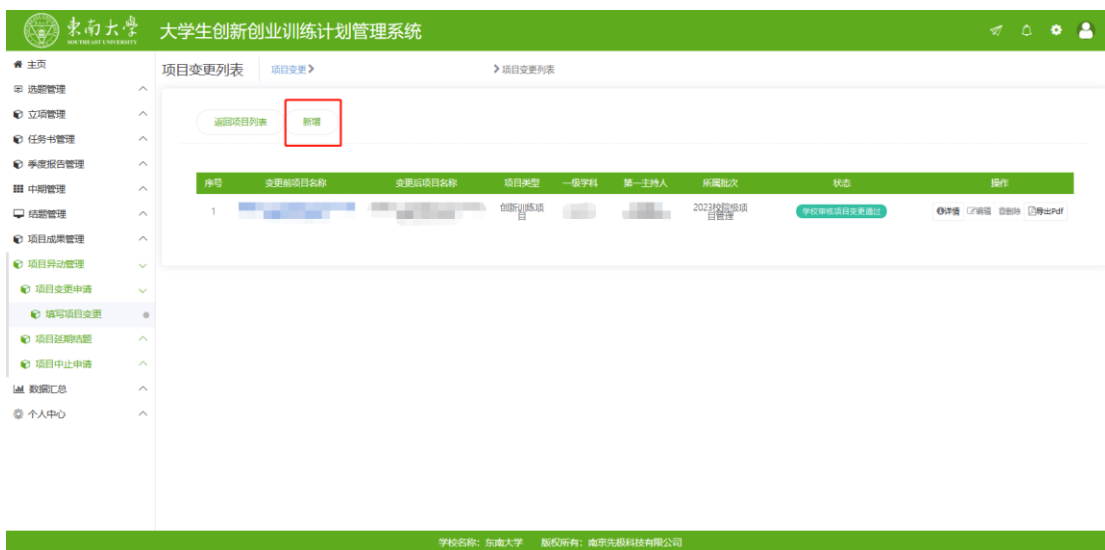 东南大学
SOUTHEAST UNIVERSITY
大学生创新创业训练计划管理系统
主页
选题管理
立项管理
任务书管理
季度报告管理
中期管理
结题管理
项目成果管理
项目异动管理
项目变更申请
填写项目变更
项目延期结题
项目中止申请
数据汇总
个人中心
项目变更列表 项目变更 项目变更列表
返回项目列表 新增
序号 变更前项目名称 变更后项目名称 项目类型 一级学科 第一主持人 所属批次 状态 操作
1 创新训练项目 2023校院级项目管理 学校审核项目变更通过 详情 编辑 删除 导出Pdf
学校名称：东南大学 版权所有：南京先极科技有限公司